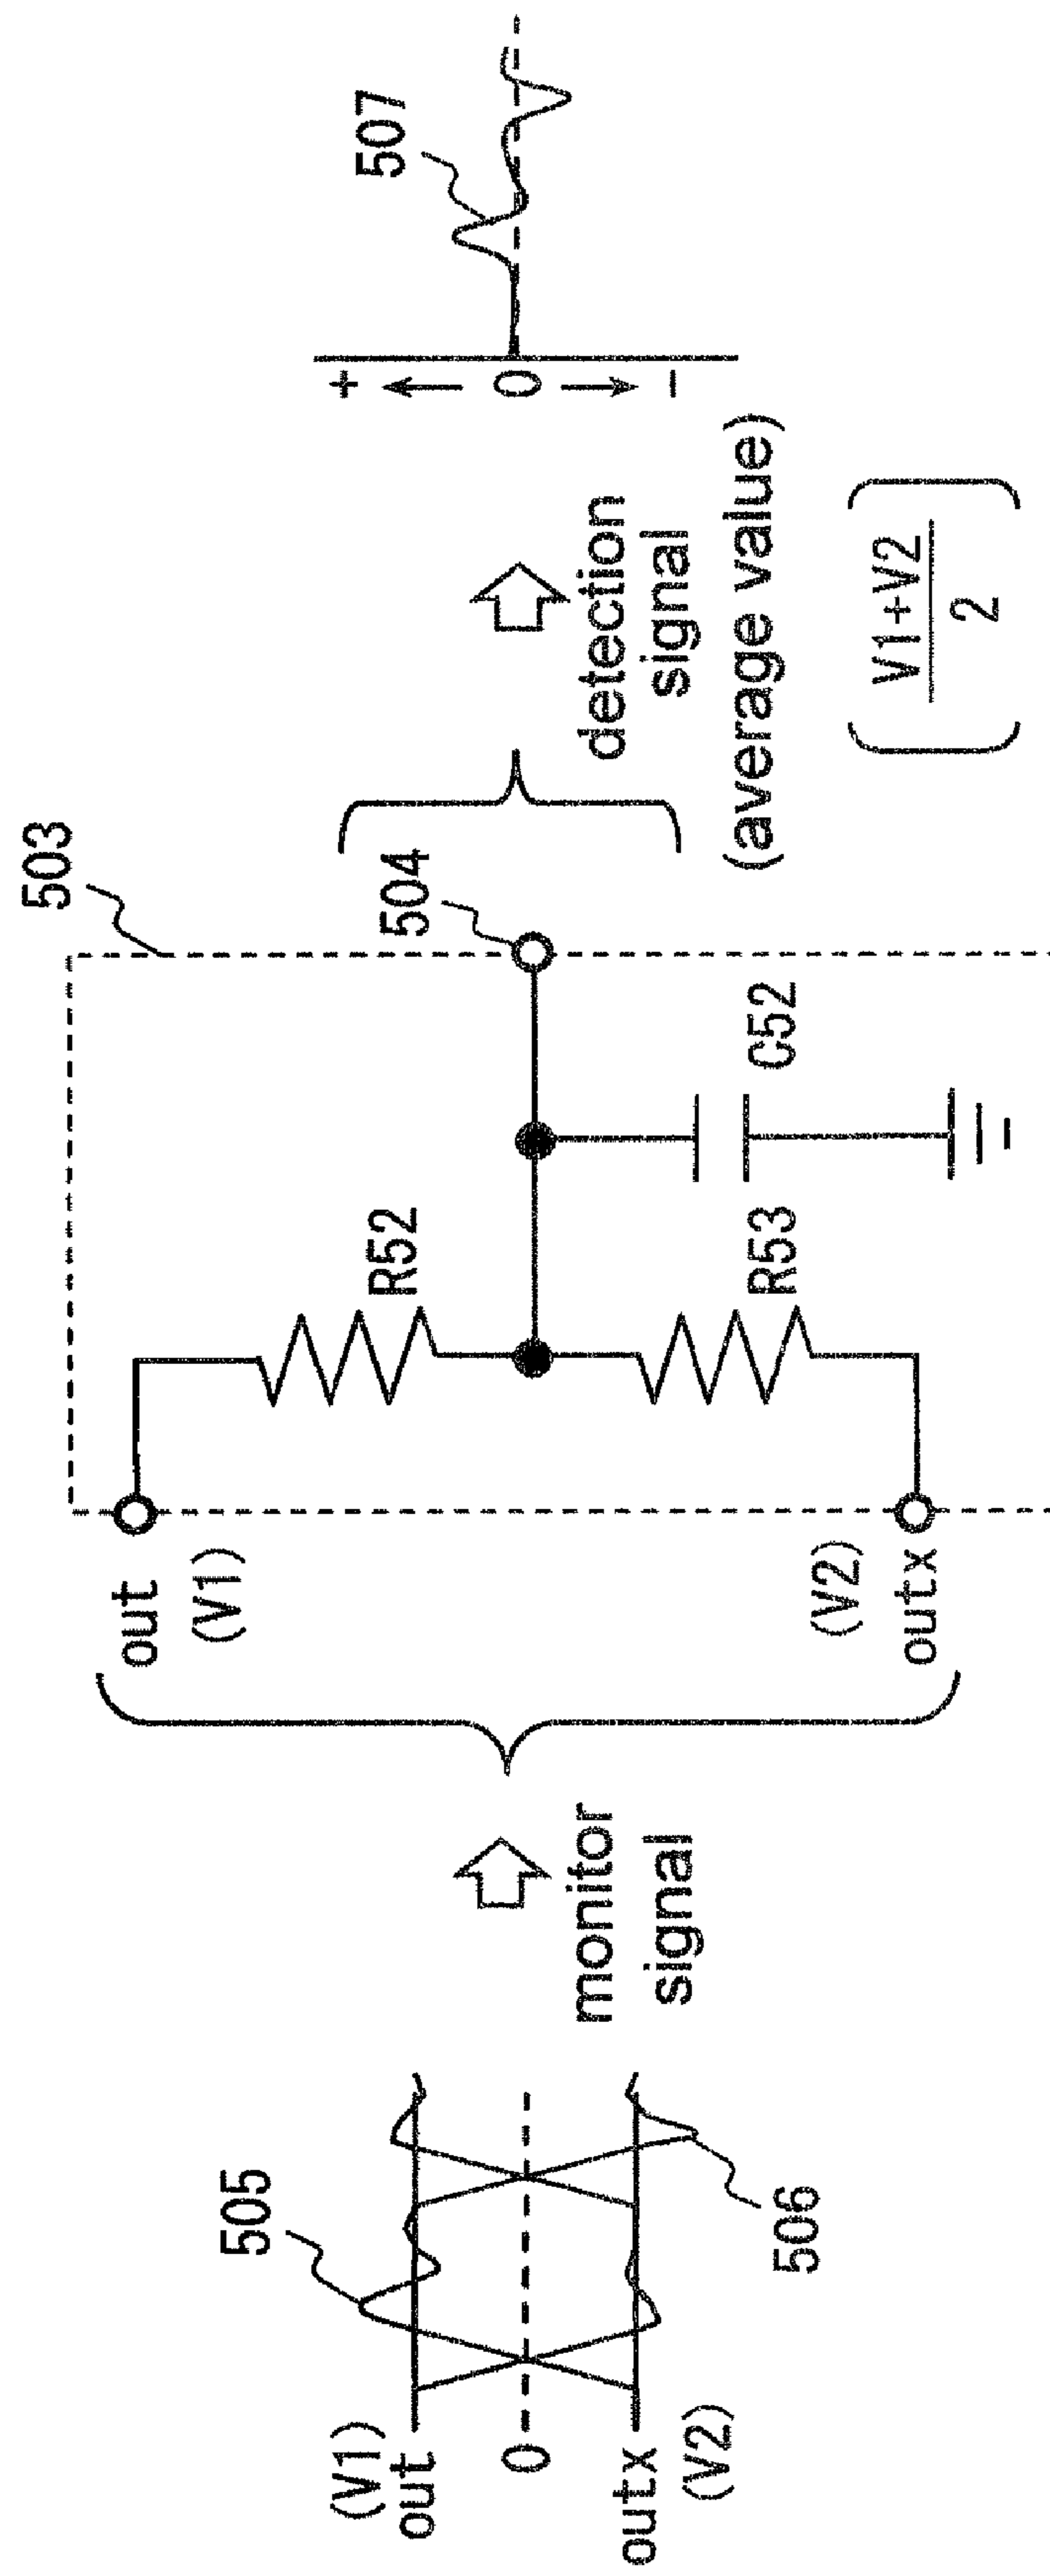 (V1)
out
0
outx
(V2)
505
506
monitor
signal
out
(V1)
(V2)
outx
503
R52
R53
C52
504
detection
signal
(average value)
V1+V2
2
+
0
−
507